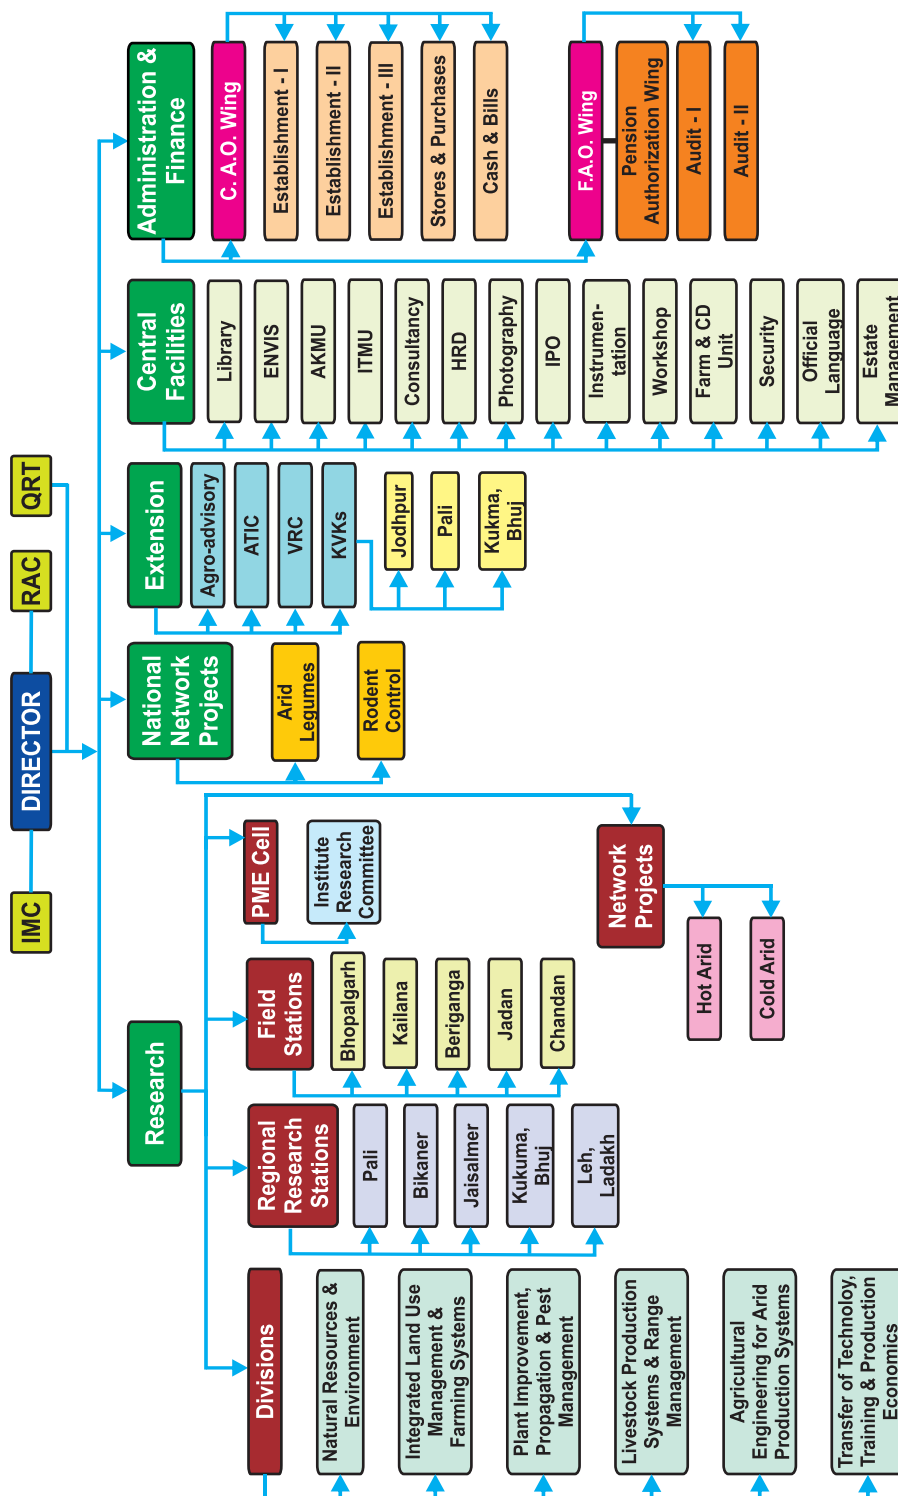 IMC
DIRECTOR
RAC
QRT
Research
National
Network
Projects
Extension
Central
Facilities
Administration &
Finance
Divisions
Natural Resources &
Environment
Integrated Land Use
Management &
Farming Systems
Plant Improvement,
Propagation & Pest
Management
Livestock Production
Systems & Range
Management
Agricultural
Engineering for Arid
Production Systems
Transfer of Technoloy,
Training & Production
Economics
Regional
Research
Stations
Pali
Bikaner
Jaisalmer
Kukuma,
Bhuj
Leh,
Ladakh
Field
Stations
Bhopalgarh
Kailana
Beriganga
Jadan
Chandan
PME Cell
Institute
Research
Committee
Network
Projects
Hot Arid
Cold Arid
Arid
Legumes
Rodent
Control
Agro-advisory
ATIC
VRC
KVKs
Jodhpur
Pali
Kukma,
Bhuj
Library
ENVIS
AKMU
ITMU
Consultancy
HRD
Photography
IPO
Instrumen-
tation
Workshop
Farm & CD
Unit
Security
Official
Language
Estate
Management
C. A.O. Wing
Establishment - I
Establishment - II
Establishment - III
Stores & Purchases
Cash & Bills
F.A.O. Wing
Pension
Authorization Wing
Audit - I
Audit - II